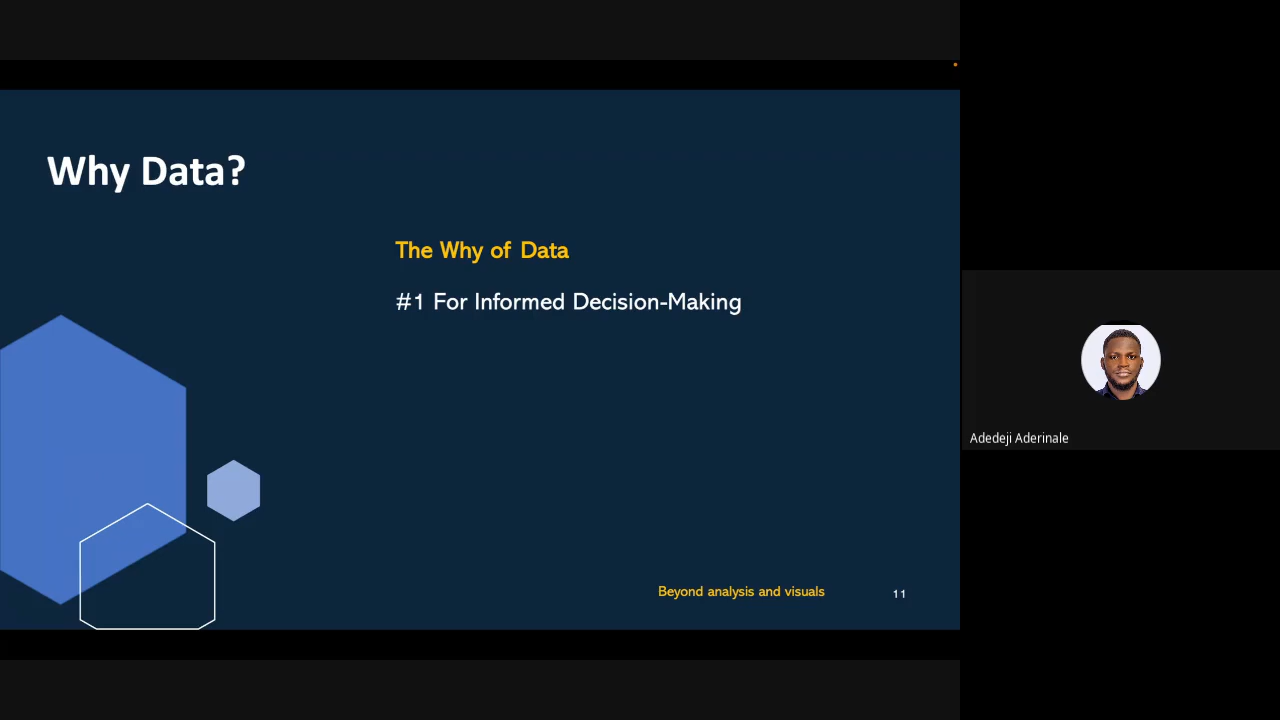 Why Data?
The Why of Data
#1 For Informed Decision-Making
Beyond analysis and visuals
11
Adedeji Aderinale